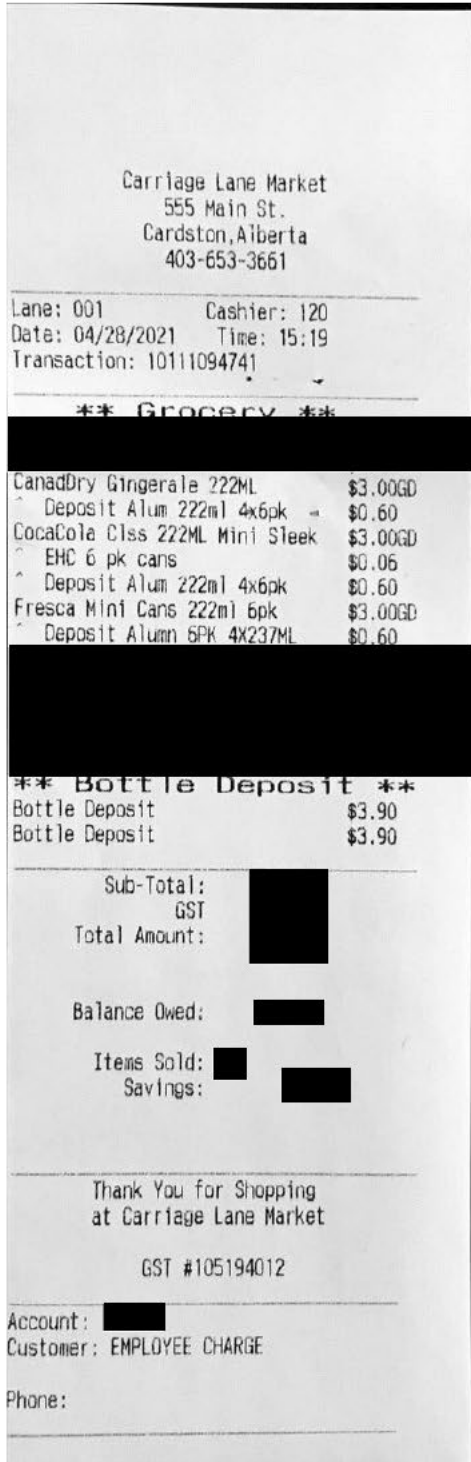 Carriage Lane Market
555 Main St.
Cardston,Alberta
403-653-3661
Lane: 001 Cashier: 120
Date: 04/28/2021 Time: 15:19
Transaction: 10111094741
** Grocery **
CanadDry Gingerale 222ML $3.00GD
^ Deposit Alum 222ml 4x6pk $0.60
CocaCola Clss 222ML Mini Sleek $3.00GD
^ EHC 6 pk cans $0.06
^ Deposit Alum 222ml 4x6pk $0.60
Fresca Mini Cans 222ml 6pk $3.00GD
^ Deposit Alumn 6PK 4X237ML $0.60
** Bottle Deposit **
Bottle Deposit $3.90
Bottle Deposit $3.90
Sub-Total:
GST
Total Amount:
Balance Owed:
Items Sold:
Savings:
Thank You for Shopping
at Carriage Lane Market
GST #105194012
Account:
Customer: EMPLOYEE CHARGE
Phone: